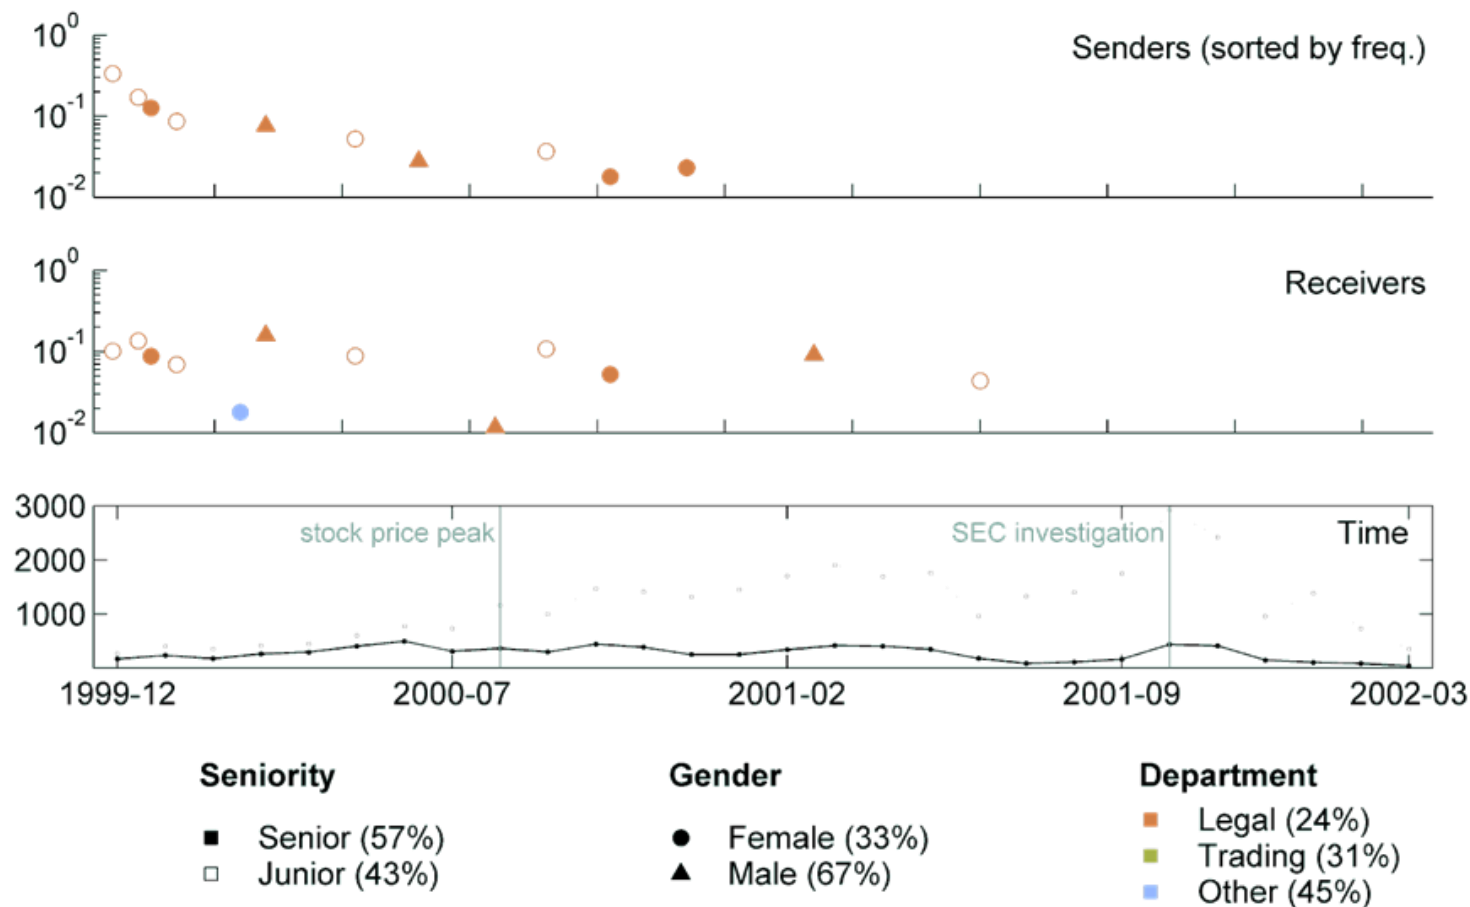 10^0
Senders (sorted by freq.)
10^-1
10^-2
10^0
Receivers
10^-1
10^-2
3000
stock price peak
SEC investigation
Time
2000
1000
1999-12
2000-07
2001-02
2001-09
2002-03
Seniority
Gender
Department
Senior (57%)
Female (33%)
Legal (24%)
Junior (43%)
Male (67%)
Trading (31%)
Other (45%)